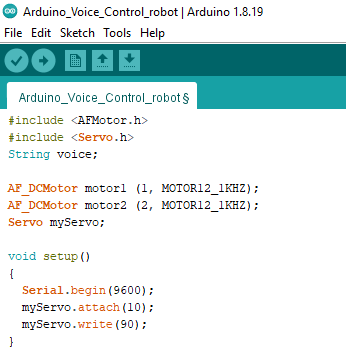 Arduino_Voice_Control_robot | Arduino 1.8.19
File Edit Sketch Tools Help
Arduino_Voice_Control_robot §
#include <AFMotor.h>
#include <Servo.h>
String voice;

AF_DCMotor motor1 (1, MOTOR12_1KHZ);
AF_DCMotor motor2 (2, MOTOR12_1KHZ);
Servo myServo;

void setup()
{
  Serial.begin(9600);
  myServo.attach(10);
  myServo.write(90);
}